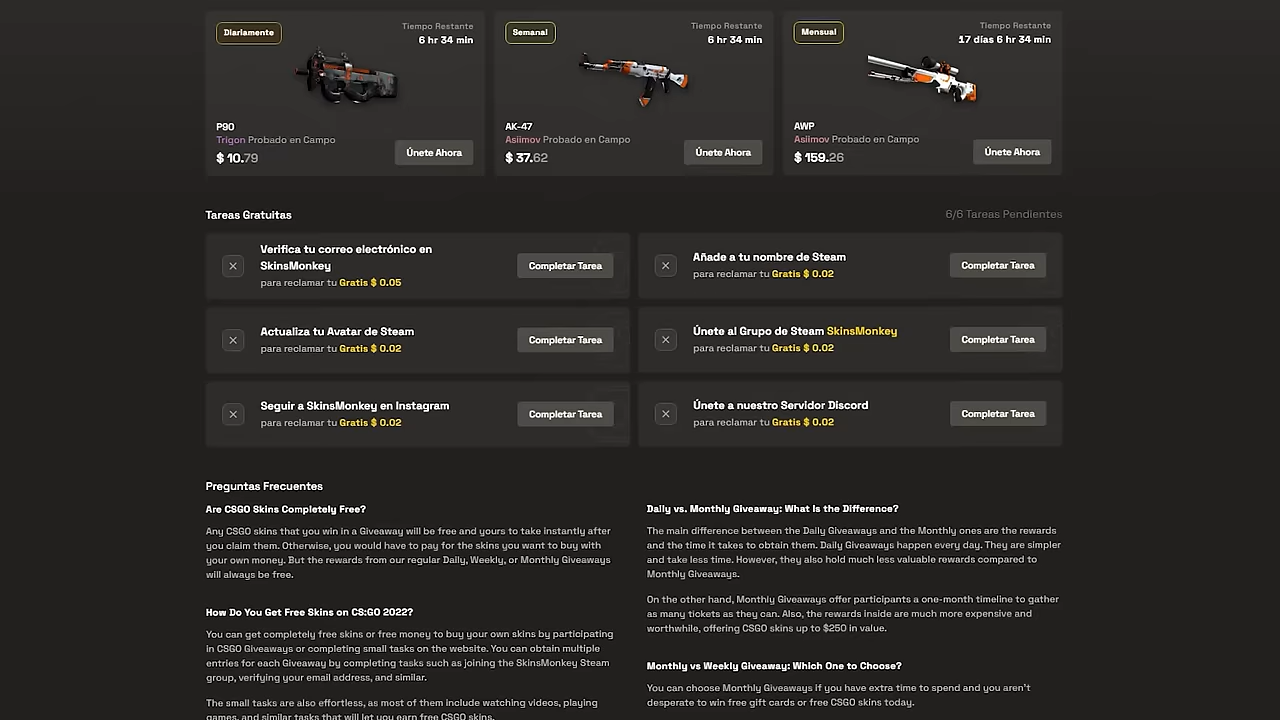 Diariamente
Tiempo Restante
6 hr 34 min
P90
Trigon Probado en Campo
$ 10.79
Únete Ahora
Semanal
Tiempo Restante
6 hr 34 min
AK-47
Asiimov Probado en Campo
$ 37.62
Únete Ahora
Mensual
Tiempo Restante
17 días 6 hr 34 min
AWP
Asiimov Probado en Campo
$ 159.26
Únete Ahora
Tareas Gratuitas
6/6 Tareas Pendientes
Verifica tu correo electrónico en
SkinsMonkey
para reclamar tu Gratis $ 0.05
Completar Tarea
Añade a tu nombre de Steam
para reclamar tu Gratis $ 0.02
Completar Tarea
Actualiza tu Avatar de Steam
para reclamar tu Gratis $ 0.02
Completar Tarea
Únete al Grupo de Steam SkinsMonkey
para reclamar tu Gratis $ 0.02
Completar Tarea
Seguir a SkinsMonkey en Instagram
para reclamar tu Gratis $ 0.02
Completar Tarea
Únete a nuestro Servidor Discord
para reclamar tu Gratis $ 0.02
Completar Tarea
Preguntas Frecuentes
Are CSGO Skins Completely Free?
Any CSGO skins that you win in a Giveaway will be free and yours to take instantly after
you claim them. Otherwise, you would have to pay for the skins you want to buy with
your own money. But the rewards from our regular Daily, Weekly, or Monthly Giveaways
will always be free.
How Do You Get Free Skins on CS:GO 2022?
You can get completely free skins or free money to buy your own skins by participating
in CSGO Giveaways or completing small tasks on the website. You can obtain multiple
entries for each Giveaway by completing tasks such as joining the SkinsMonkey Steam
group, verifying your email address, and similar.
The small tasks are also effortless, as most of them include watching videos, playing
games, and similar tasks that will let you earn free CSGO skins.
Daily vs. Monthly Giveaway: What Is the Difference?
The main difference between the Daily Giveaways and the Monthly ones are the rewards
and the time it takes to obtain them. Daily Giveaways happen every day. They are simpler
and take less time. However, they also hold much less valuable rewards compared to
Monthly Giveaways.
On the other hand, Monthly Giveaways offer participants a one-month timeline to gather
as many tickets as they can. Also, the rewards inside are much more expensive and
worthwhile, offering CSGO skins up to $250 in value.
Monthly vs Weekly Giveaway: Which One to Choose?
You can choose Monthly Giveaways if you have extra time to spend and you aren't
desperate to win free gift cards or free CSGO skins today.